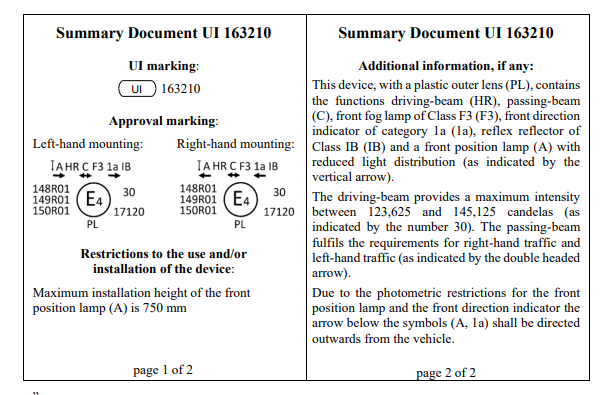 Summary Document UI 163210
UI marking:
UI 163210
Approval marking:
Left-hand mounting: Right-hand mounting:
A HR C F3 1a IB A HR C F3 1a IB
148R01 148R01
149R01 E4 30 149R01 E4 30
150R01 17120 150R01 17120
PL PL
Restrictions to the use and/or
installation of the device:
Maximum installation height of the front
position lamp (A) is 750 mm
page 1 of 2
Summary Document UI 163210
Additional information, if any:
This device, with a plastic outer lens (PL), contains
the functions driving-beam (HR), passing-beam
(C), front fog lamp of Class F3 (F3), front direction
indicator of category 1a (1a), reflex reflector of
Class IB (IB) and a front position lamp (A) with
reduced light distribution (as indicated by the
vertical arrow).
The driving-beam provides a maximum intensity
between 123,625 and 145,125 candelas (as
indicated by the number 30). The passing-beam
fulfils the requirements for right-hand traffic and
left-hand traffic (as indicated by the double headed
arrow).
Due to the photometric restrictions for the front
position lamp and the front direction indicator the
arrow below the symbols (A, 1a) shall be directed
outwards from the vehicle.
page 2 of 2
”